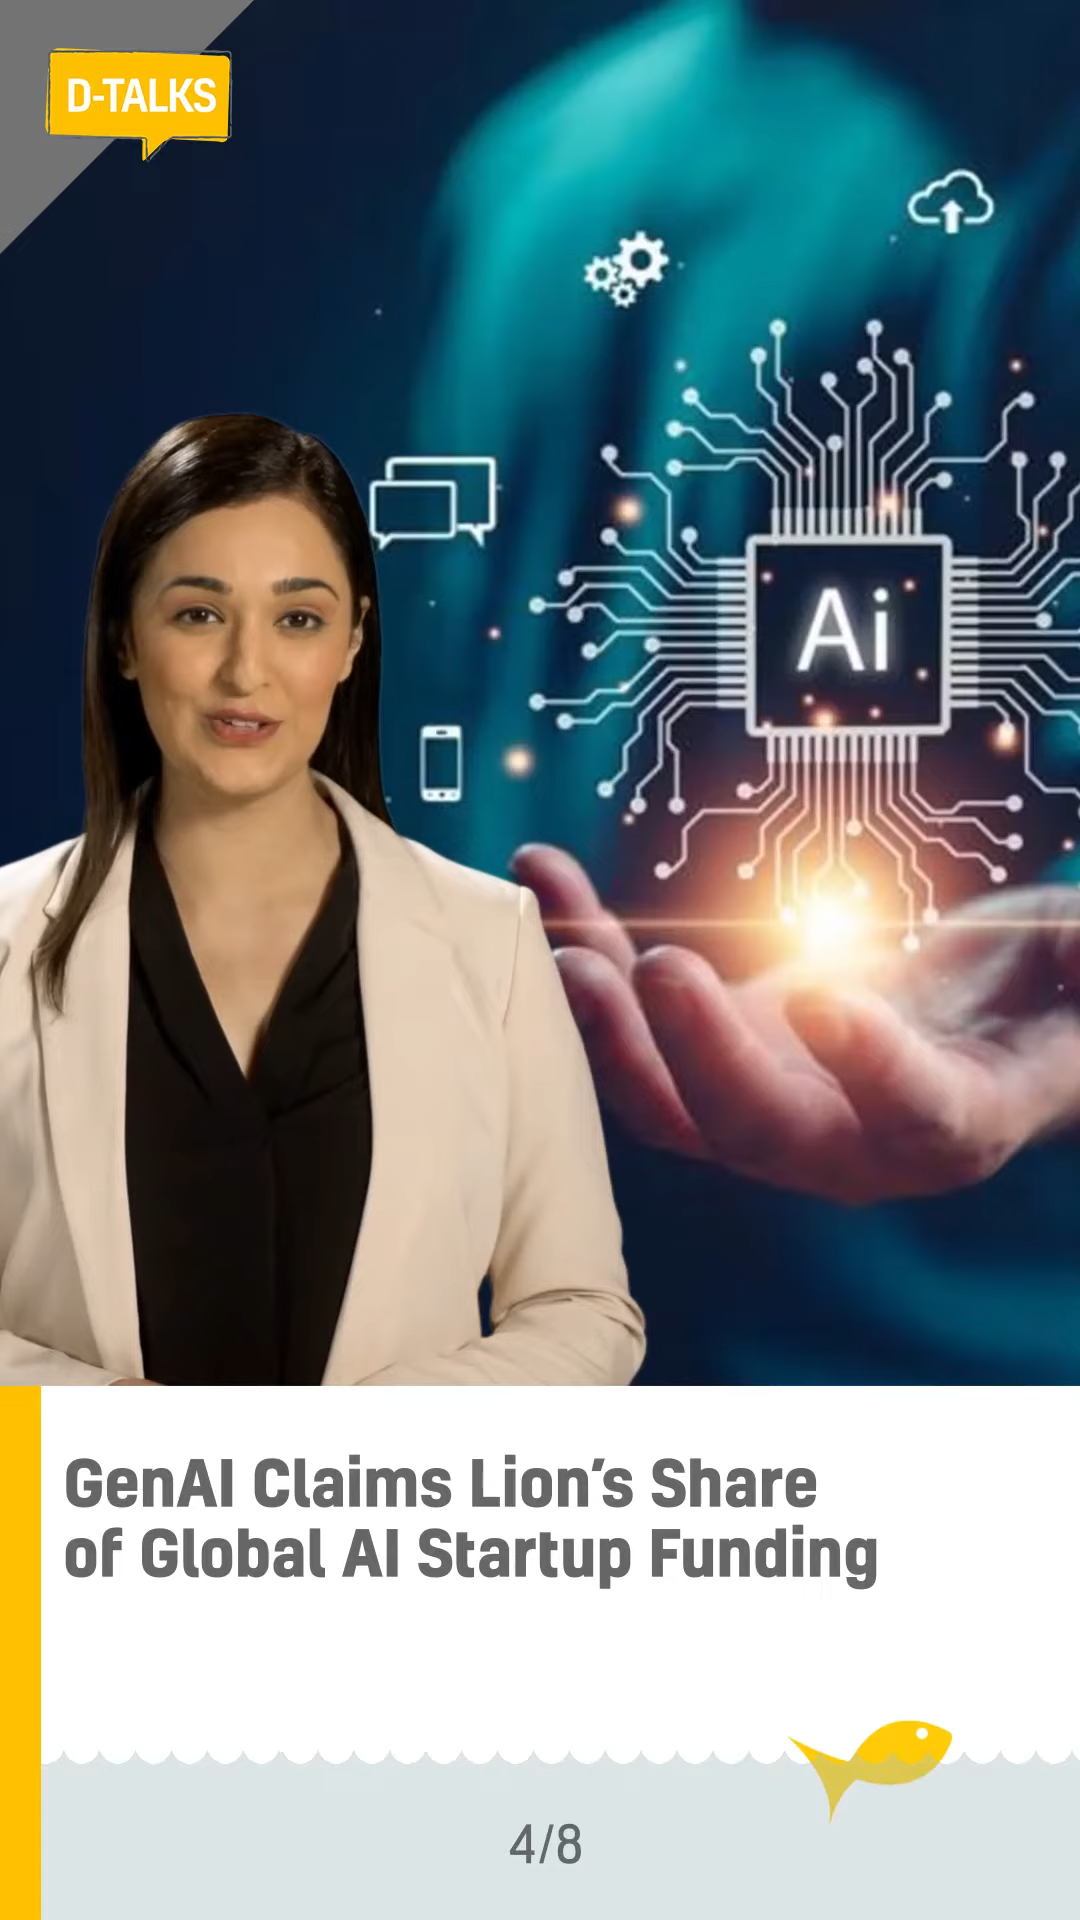 D-TALKS
Ai
GenAI Claims Lion’s Share
of Global AI Startup Funding
4/8